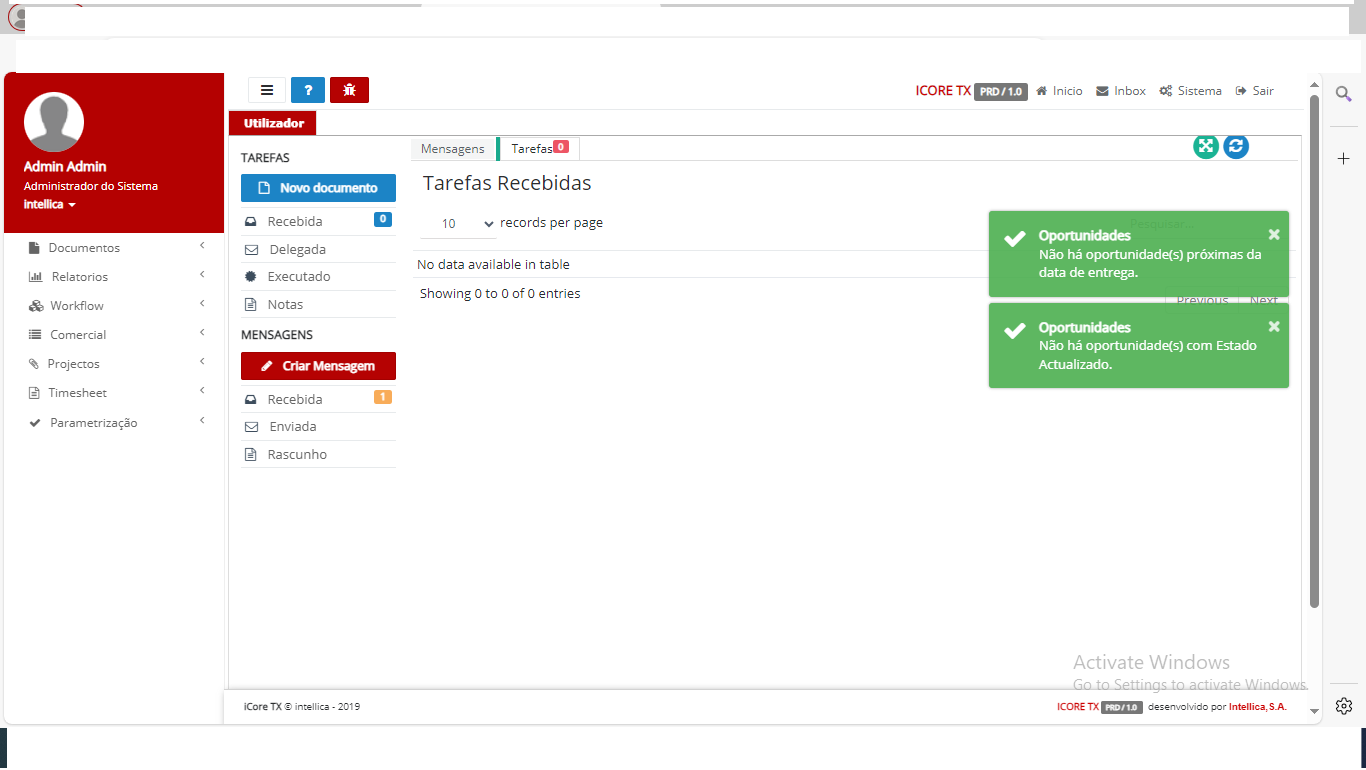 ?
ICORE TX PRD / 1.0 Inicio Inbox Sistema Sair
Admin Admin
Administrador do Sistema
intellica
Documentos
Relatorios
Workflow
Comercial
Projectos
Timesheet
Parametrização
Utilizador
TAREFAS
Novo documento
Recebida 0
Delegada
Executado
Notas
MENSAGENS
Criar Mensagem
Recebida 1
Enviada
Rascunho
Mensagens Tarefas 0
Tarefas Recebidas
10 records per page
Pesquisar...
No data available in table
Showing 0 to 0 of 0 entries
Previous Next
Oportunidades
Não há oportunidade(s) próximas da
data de entrega.
Oportunidades
Não há oportunidade(s) com Estado
Actualizado.
Activate Windows
Go to Settings to activate Windows.
iCore TX © intellica - 2019
ICORE TX PRD / 1.0 desenvolvido por Intellica,S.A.